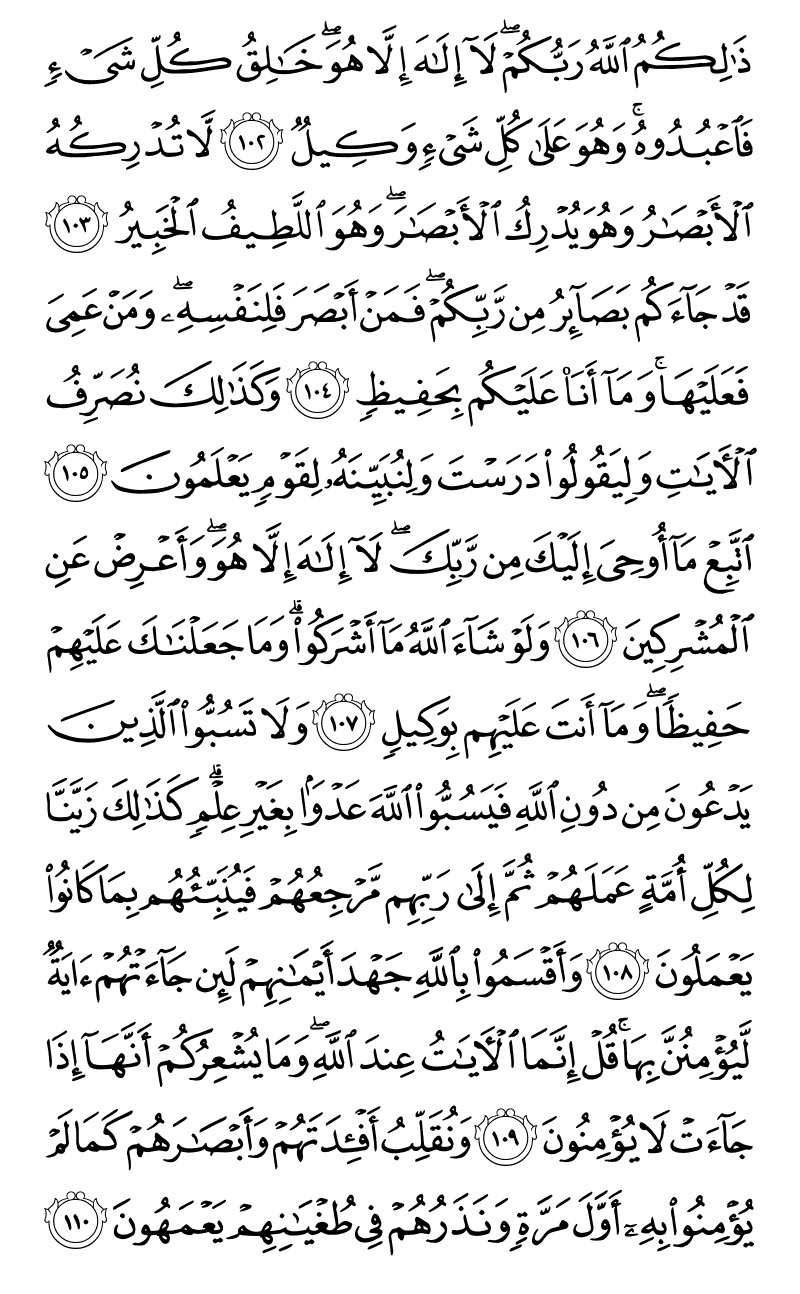 ذَٰلِكُمُ ٱللَّهُ رَبُّكُمْ ۖ لَآ إِلَٰهَ إِلَّا هُوَ ۖ خَٰلِقُ كُلِّ شَىْءٍ
فَٱعْبُدُوهُ ۚ وَهُوَ عَلَىٰ كُلِّ شَىْءٍ وَكِيلٌ ١٠٢ لَّا تُدْرِكُهُ
ٱلْأَبْصَٰرُ وَهُوَ يُدْرِكُ ٱلْأَبْصَٰرَ ۖ وَهُوَ ٱللَّطِيفُ ٱلْخَبِيرُ ١٠٣
قَدْ جَآءَكُم بَصَآئِرُ مِن رَّبِّكُمْ ۖ فَمَنْ أَبْصَرَ فَلِنَفْسِهِۦ ۖ وَمَنْ عَمِىَ
فَعَلَيْهَا ۚ وَمَآ أَنَا۠ عَلَيْكُم بِحَفِيظٍ ١٠٤ وَكَذَٰلِكَ نُصَرِّفُ
ٱلْـَٔايَٰتِ وَلِيَقُولُوا۟ دَرَسْتَ وَلِنُبَيِّنَهُۥ لِقَوْمٍ يَعْلَمُونَ ١٠٥
ٱتَّبِعْ مَآ أُوحِىَ إِلَيْكَ مِن رَّبِّكَ ۖ لَآ إِلَٰهَ إِلَّا هُوَ ۖ وَأَعْرِضْ عَنِ
ٱلْمُشْرِكِينَ ١٠٦ وَلَوْ شَآءَ ٱللَّهُ مَآ أَشْرَكُوا۟ ۗ وَمَا جَعَلْنَٰكَ عَلَيْهِمْ
حَفِيظًا ۖ وَمَآ أَنتَ عَلَيْهِم بِوَكِيلٍ ١٠٧ وَلَا تَسُبُّوا۟ ٱلَّذِينَ
يَدْعُونَ مِن دُونِ ٱللَّهِ فَيَسُبُّوا۟ ٱللَّهَ عَدْوًۢا بِغَيْرِ عِلْمٍ ۗ كَذَٰلِكَ زَيَّنَّا
لِكُلِّ أُمَّةٍ عَمَلَهُمْ ثُمَّ إِلَىٰ رَبِّهِم مَّرْجِعُهُمْ فَيُنَبِّئُهُم بِمَا كَانُوا۟
يَعْمَلُونَ ١٠٨ وَأَقْسَمُوا۟ بِٱللَّهِ جَهْدَ أَيْمَٰنِهِمْ لَئِن جَآءَتْهُمْ ءَايَةٌ
لَّيُؤْمِنُنَّ بِهَا ۚ قُلْ إِنَّمَا ٱلْـَٔايَٰتُ عِندَ ٱللَّهِ ۖ وَمَا يُشْعِرُكُمْ أَنَّهَآ إِذَا
جَآءَتْ لَا يُؤْمِنُونَ ١٠٩ وَنُقَلِّبُ أَفْـِٔدَتَهُمْ وَأَبْصَٰرَهُمْ كَمَا لَمْ
يُؤْمِنُوا۟ بِهِۦٓ أَوَّلَ مَرَّةٍ وَنَذَرُهُمْ فِى طُغْيَٰنِهِمْ يَعْمَهُونَ ١١٠